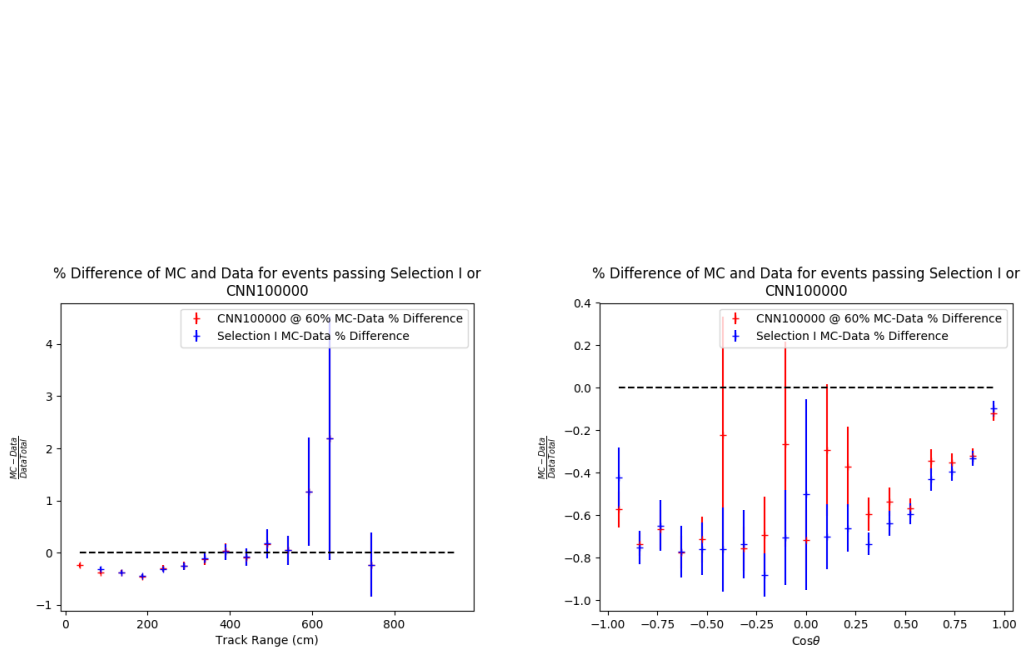 % Difference of MC and Data for events passing Selection I or
CNN100000
CNN100000 @ 60% MC-Data % Difference
Selection I MC-Data % Difference
4
3
2
1
0
−1
MC − Data
DataTotal
0
200
400
600
800
Track Range (cm)
% Difference of MC and Data for events passing Selection I or
CNN100000
CNN100000 @ 60% MC-Data % Difference
Selection I MC-Data % Difference
0.4
0.2
0.0
−0.2
−0.4
−0.6
−0.8
−1.0
MC − Data
DataTotal
−1.00
−0.75
−0.50
−0.25
0.00
0.25
0.50
0.75
1.00
Cosθ